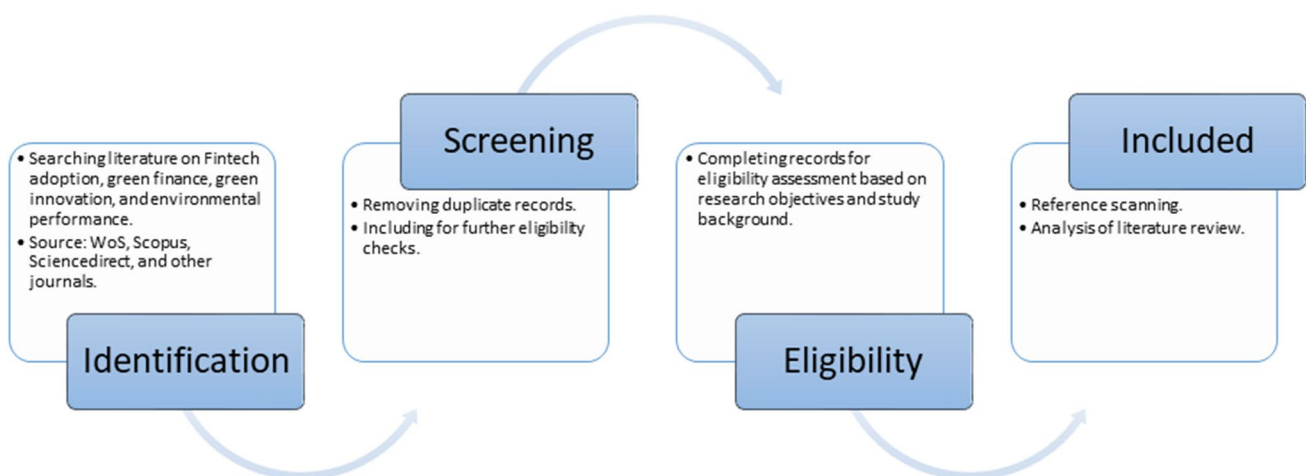 • Searching literature on Fintech
adoption, green finance, green
innovation, and environmental
performance.
• Source: WoS, Scopus,
Sciencedirect, and other
journals.
Identification
Screening
• Removing duplicate records.
• Including for further eligibility
checks.
• Completing records for
eligibility assessment based on
research objectives and study
background.
Eligibility
Included
• Reference scanning.
• Analysis of literature review.